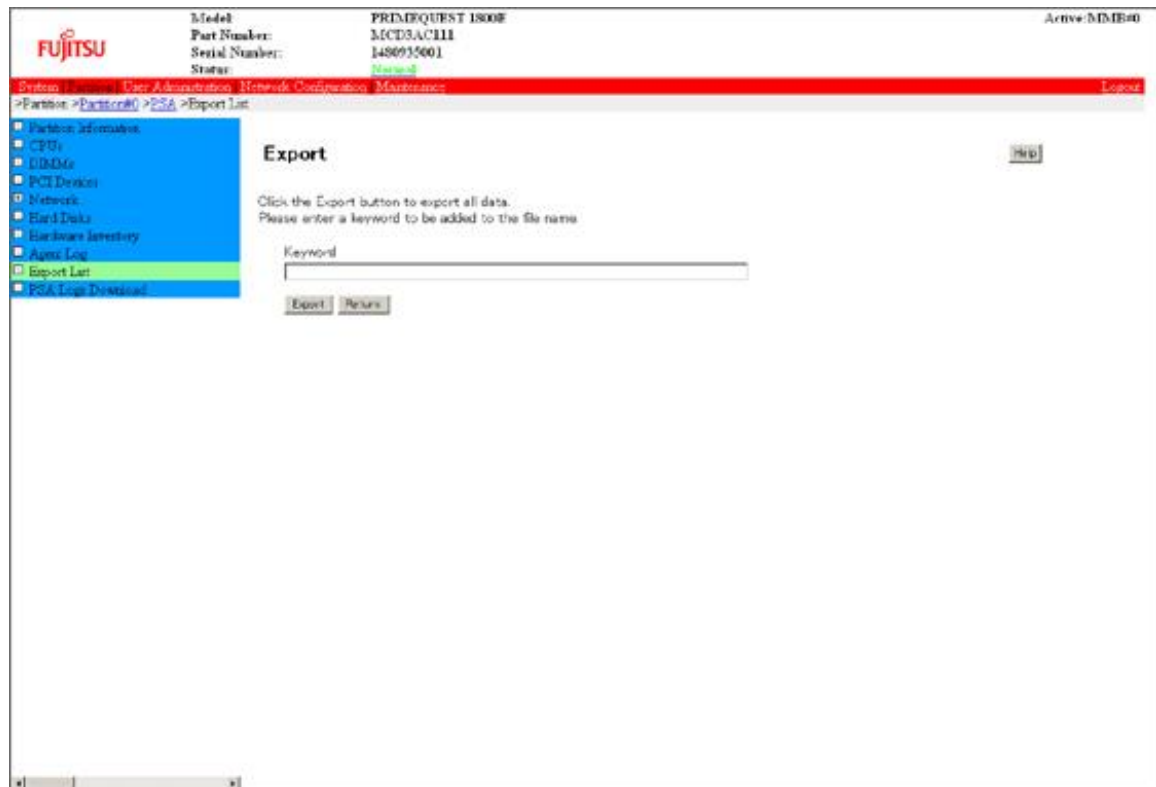 FUJITSU
Model: PRIMEQUEST 1800E Active:MMB#0
Part Number: MCD3AC111
Serial Number: 1480935001
Status: Normal
System Partition User Administration Network Configuration Maintenance Logout
>Partition >Partition#0 >PSA >Export List
Partition Information
CPUs
DIMMs
PCI Devices
Network
Hard Disks
Hardware Inventory
Agent Log
Export List
PSA Logs Download
Export
Help
Click the Export button to export all data.
Please enter a keyword to be added to the file name
Keyword
Export Return